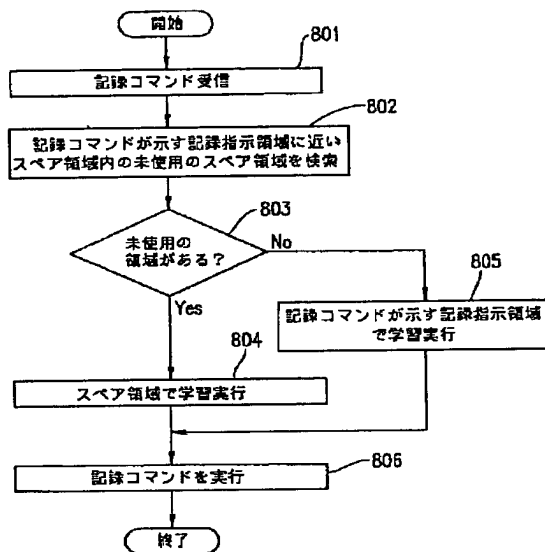 開始
801
記録コマンド受信
802
記録コマンドが示す記録指示領域に近い
スペア領域内の未使用のスペア領域を検索
803
未使用の
領域がある?
No
Yes
805
記録コマンドが示す記録指示領域
で学習実行
804
スペア領域で学習実行
806
記録コマンドを実行
終了